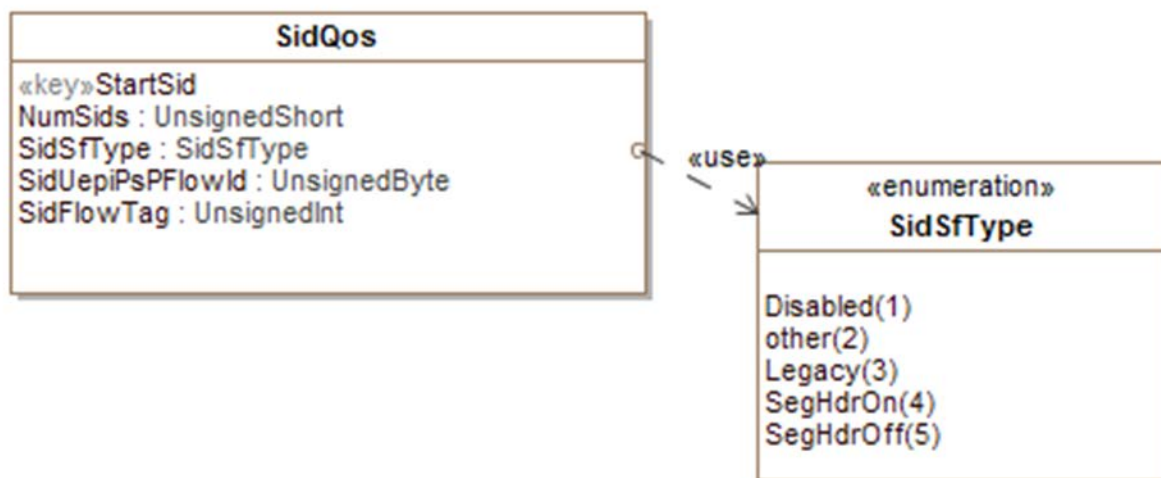 SidQos
«key»StartSid
NumSids : UnsignedShort
SidSfType : SidSfType
SidUepiPsPFlowId : UnsignedByte
SidFlowTag : UnsignedInt
«use»
«enumeration»
SidSfType
Disabled(1)
other(2)
Legacy(3)
SegHdrOn(4)
SegHdrOff(5)